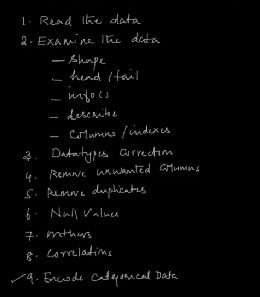 1. Read the data
2. Examine the data
— shape
— head/tail
— info()
— describe
— columns/indexes
3. Datatypes Correction
4. Remove unwanted columns
5. Remove duplicates
6. Null Values
7. outliers
8. Correlations
✓9. Encode Categorical Data